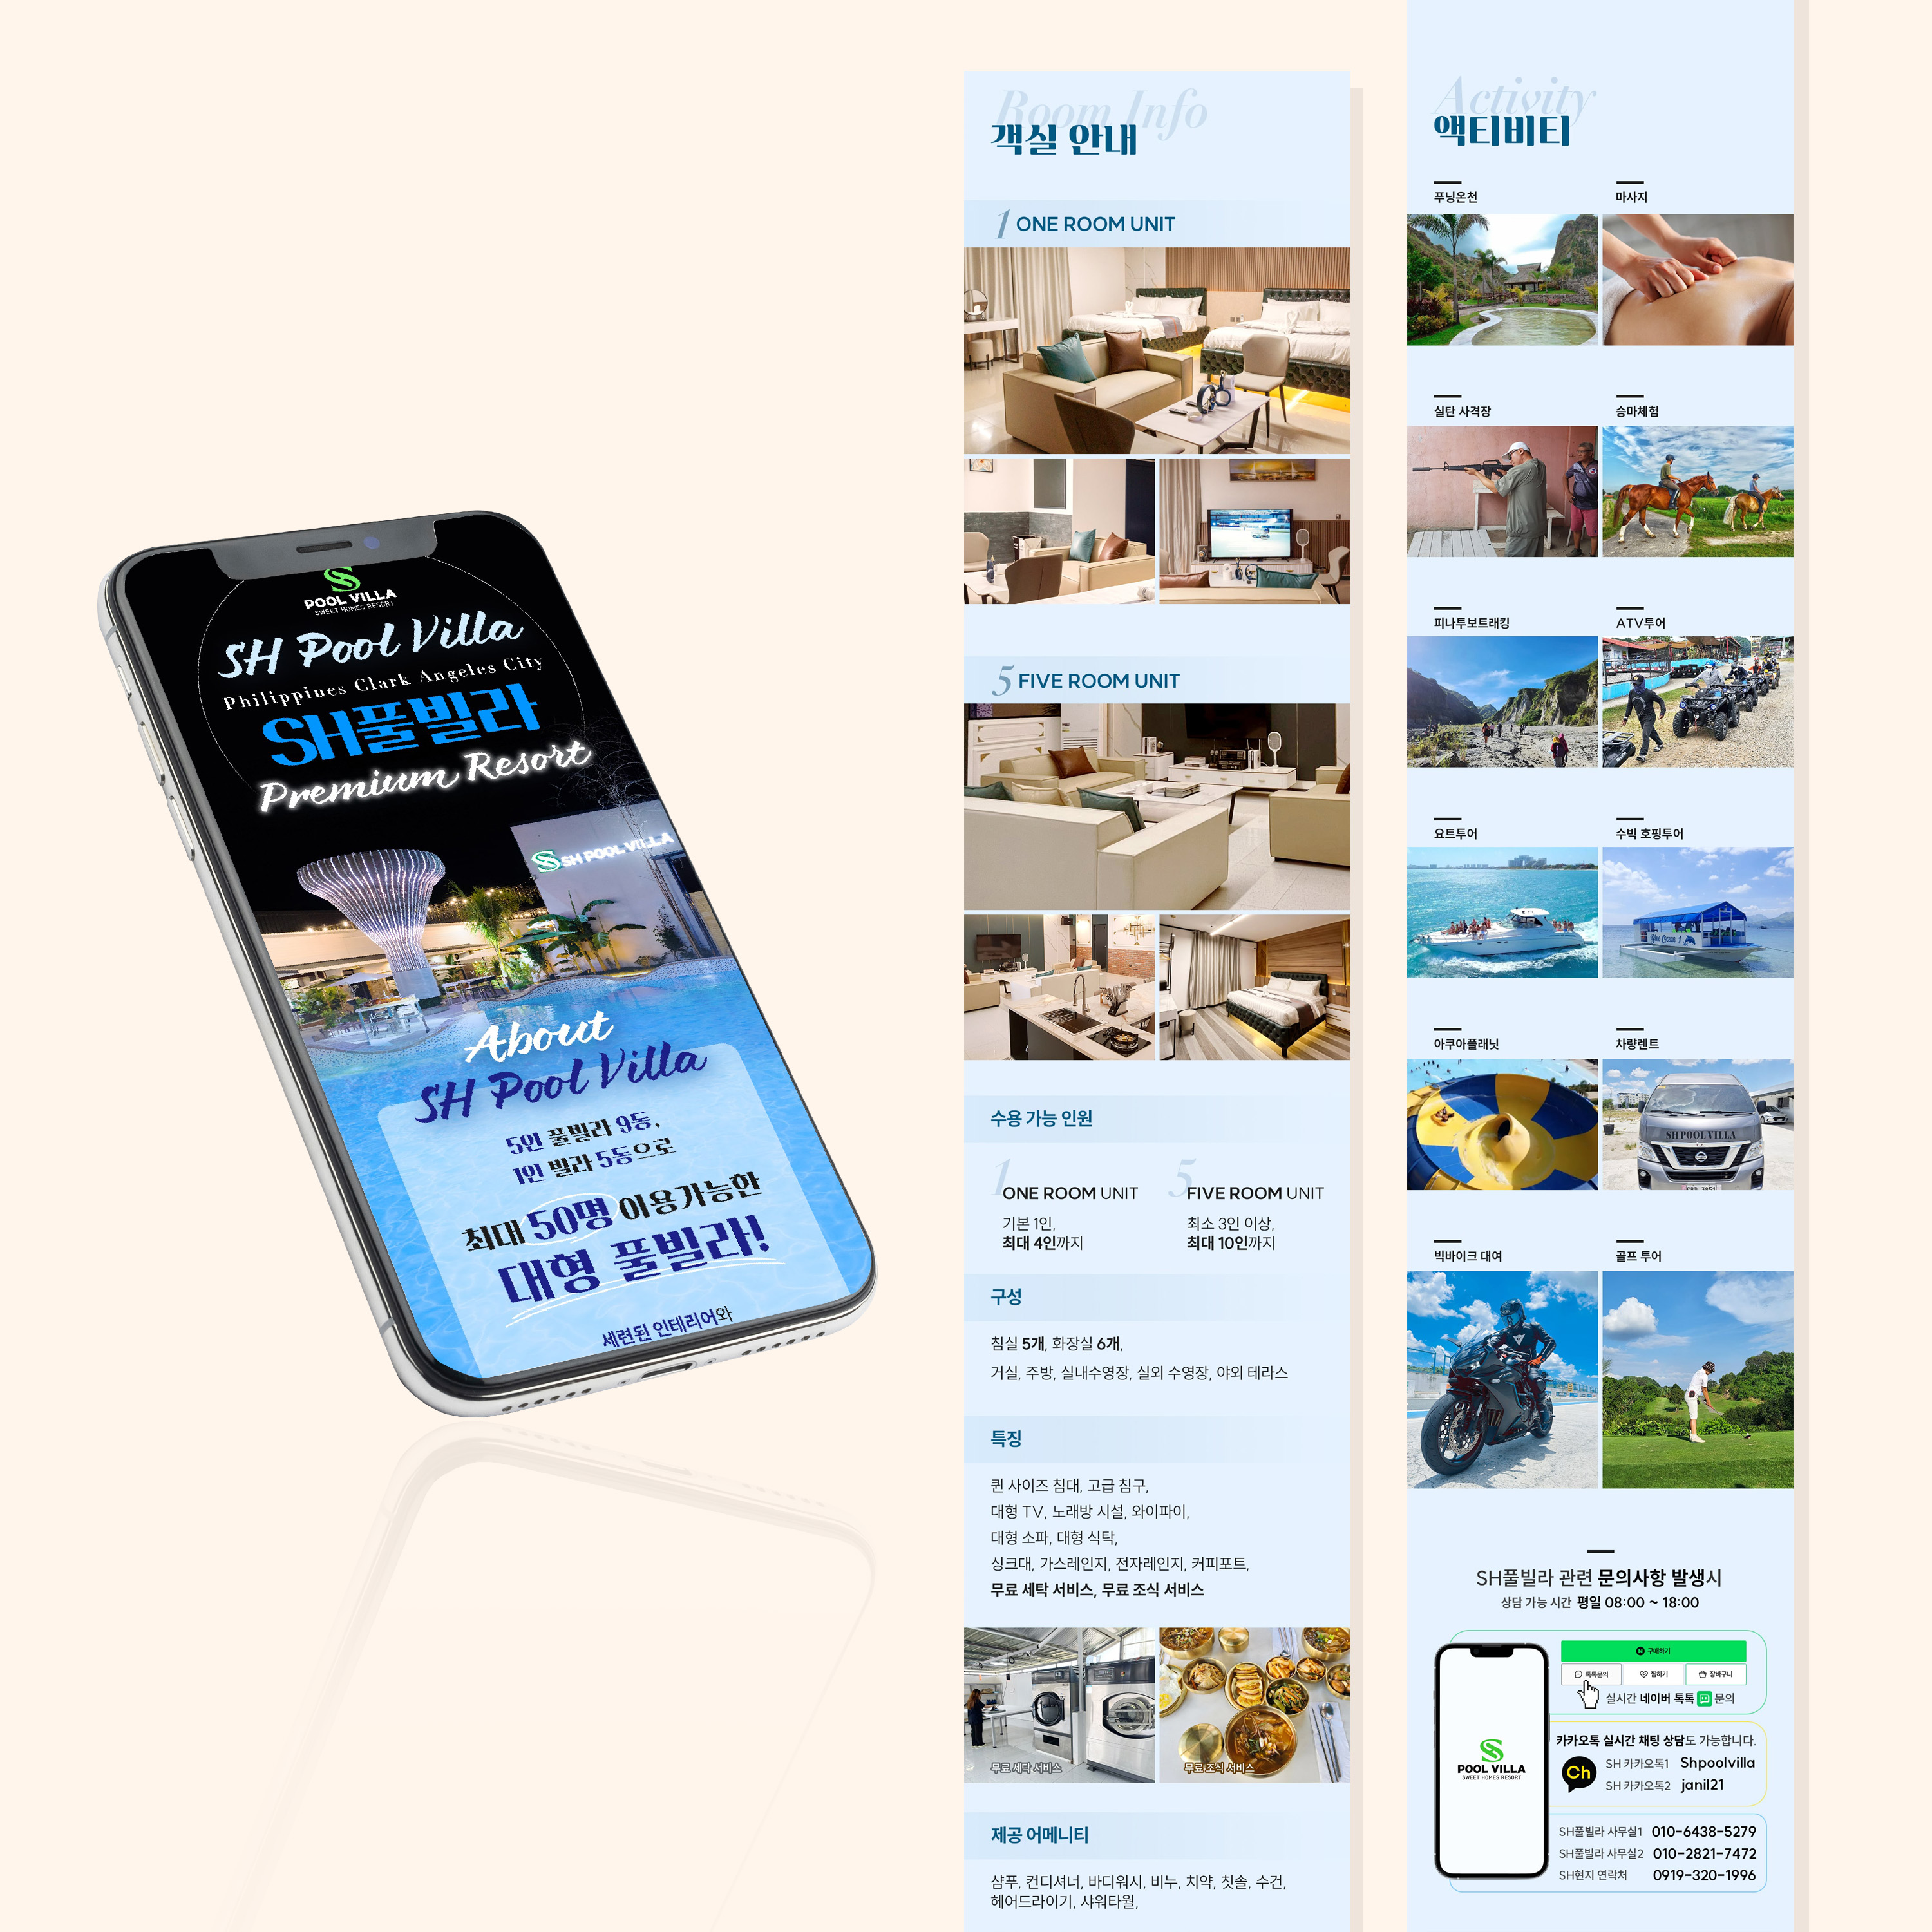 POOL VILLA
SWEET HOMES RESORT
SH Pool Villa
Philippines Clark Angeles City
SH풀빌라
Premium Resort
SH POOL VILLA
About
SH Pool Villa
5인 풀빌라 9동,
1인 빌라 5동으로
최대 50명 이용가능한
대형 풀빌라!
세련된 인테리어와
Room Info
객실 안내
1 ONE ROOM UNIT
5 FIVE ROOM UNIT
수용 가능 인원
1 ONE ROOM UNIT
기본 1인,
최대 4인까지
5 FIVE ROOM UNIT
최소 3인 이상,
최대 10인까지
구성
침실 5개, 화장실 6개,
거실, 주방, 실내수영장, 실외 수영장, 야외 테라스
특징
퀸 사이즈 침대, 고급 침구,
대형 TV, 노래방 시설, 와이파이,
대형 소파, 대형 식탁,
싱크대, 가스레인지, 전자레인지, 커피포트,
무료 세탁 서비스, 무료 조식 서비스
무료 세탁 서비스
무료 조식 서비스
제공 어메니티
샴푸, 컨디셔너, 바디워시, 비누, 치약, 칫솔, 수건,
헤어드라이기, 샤워타월,
Activity
액티비티
푸닝온천
마사지
실탄 사격장
승마체험
피나투보트래킹
ATV투어
요트투어
수빅 호핑투어
아쿠아플래닛
차량렌트
SH POOL VILLA
빅바이크 대여
골프 투어
SH풀빌라 관련 문의사항 발생시
상담 가능 시간 평일 08:00 ~ 18:00
구매하기
톡톡문의
찜하기
장바구니
실시간 네이버 톡톡 문의
카카오톡 실시간 채팅 상담도 가능합니다.
Ch
SH 카카오톡1 Shpoolvilla
SH 카카오톡2 janil21
POOL VILLA
SWEET HOMES RESORT
SH풀빌라 사무실1 010-6438-5279
SH풀빌라 사무실2 010-2821-7472
SH현지 연락처 0919-320-1996